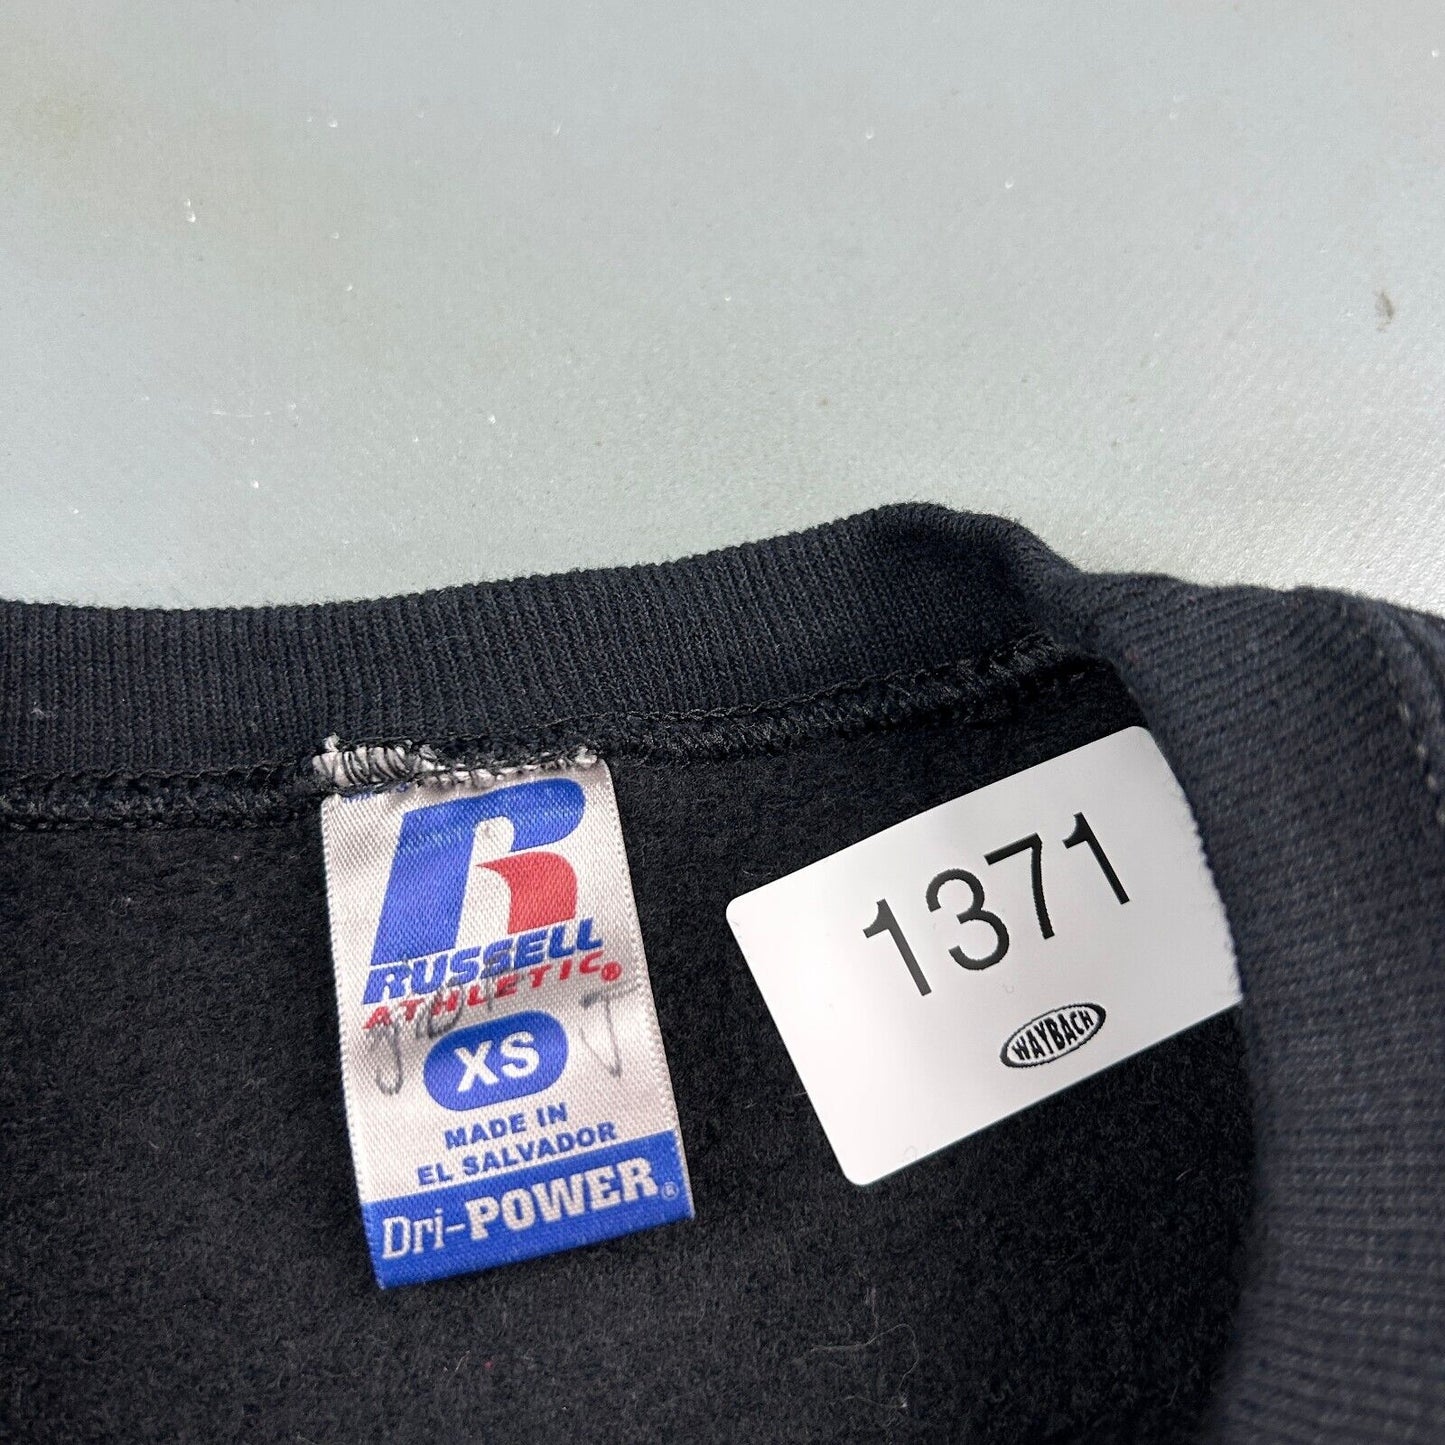 RUSSELL
ATHLETIC®
XS
MADE IN
EL SALVADOR
Dri-POWER®
1371
WAYBACH